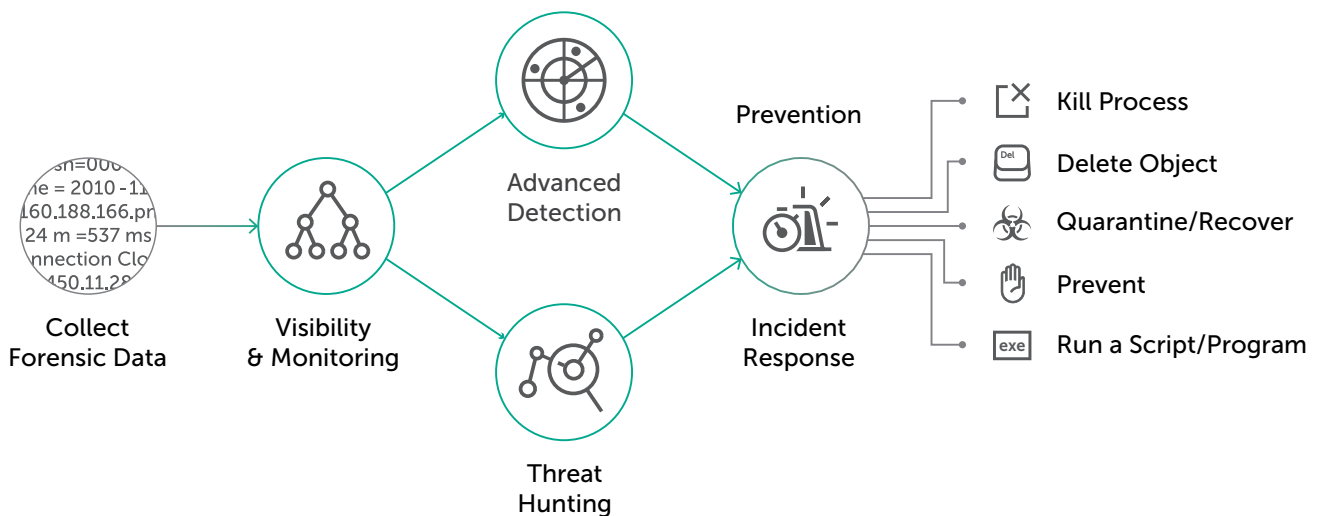 sh=000
ne = 2010 -11
160.188.166.pr
24 m =537 ms
nnection Clo
450.11.28
Collect
Forensic Data
Visibility
& Monitoring
Advanced
Detection
Threat
Hunting
Prevention
Incident
Response
Kill Process
Del
Delete Object
Quarantine/Recover
Prevent
exe
Run a Script/Program